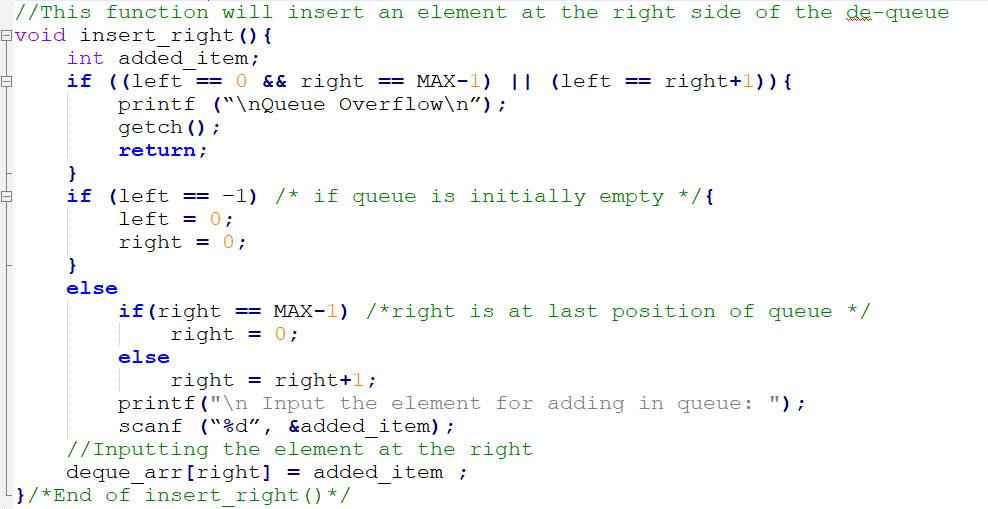 //This function will insert an element at the right side of the de-queue
void insert_right(){
    int added_item;
    if ((left == 0 && right == MAX-1) || (left == right+1)){
        printf (“\nQueue Overflow\n”);
        getch();
        return;
    }
    if (left == -1) /* if queue is initially empty */{
        left = 0;
        right = 0;
    }
    else
        if(right == MAX-1) /*right is at last position of queue */
            right = 0;
        else
            right = right+1;
        printf("\n Input the element for adding in queue: ");
        scanf (“%d”, &added_item);
    //Inputting the element at the right
    deque_arr[right] = added_item ;
}/*End of insert_right()*/